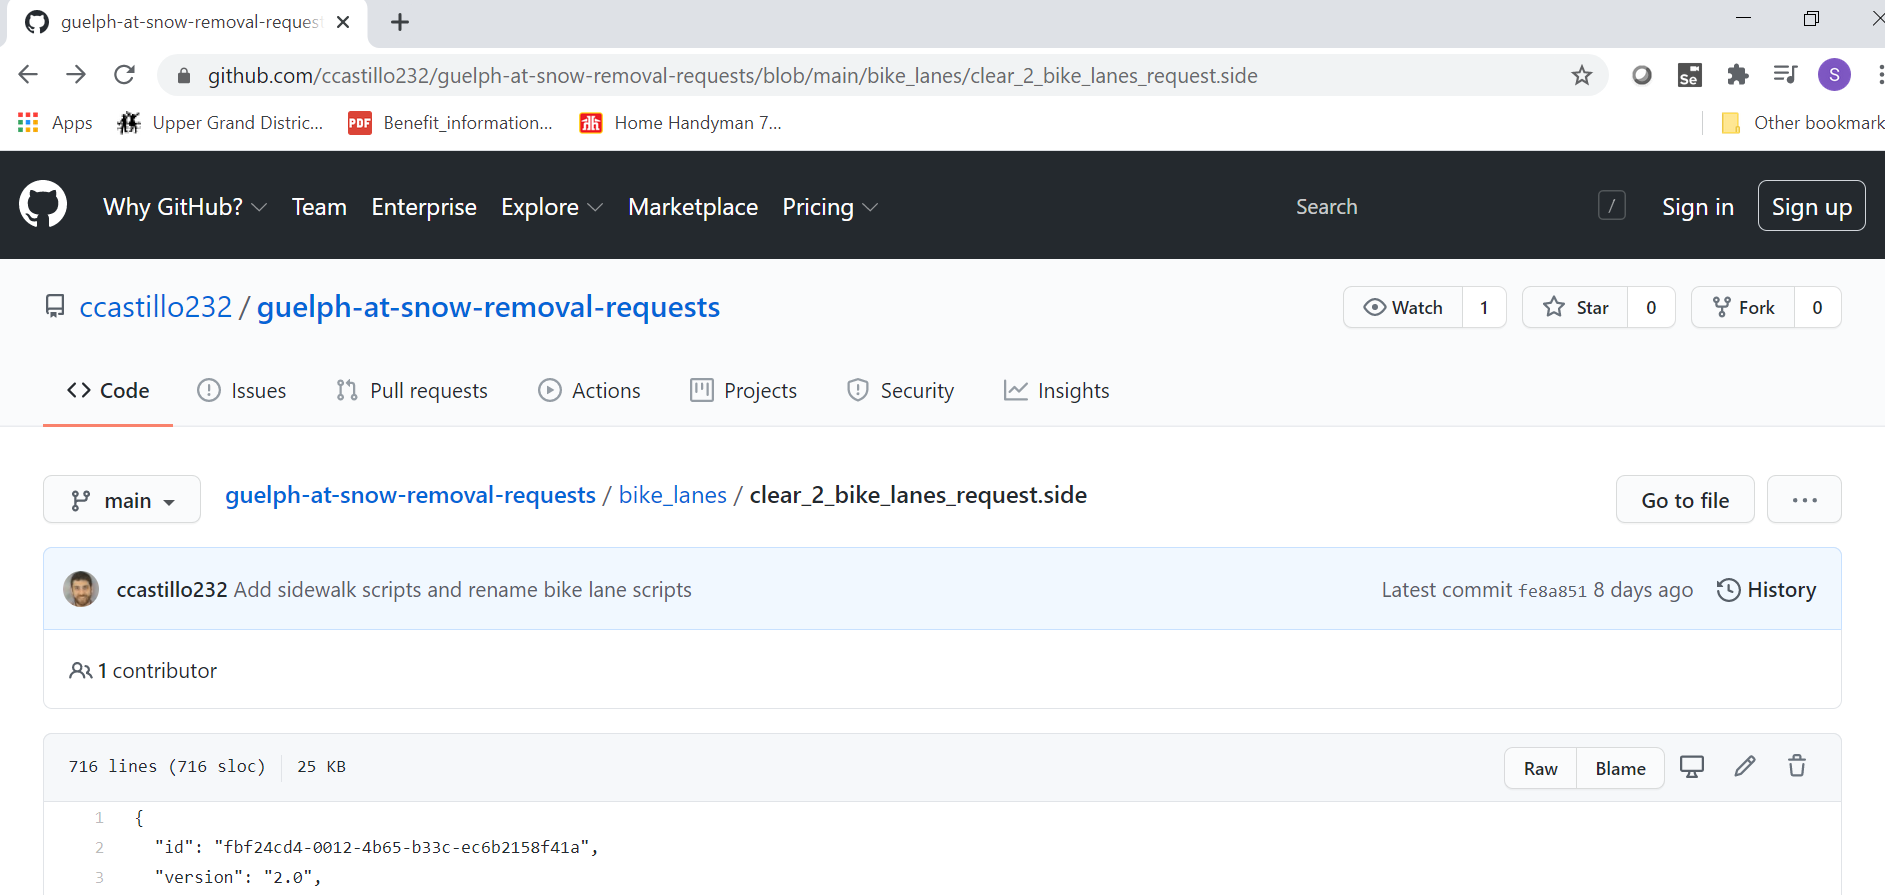 guelph-at-snow-removal-reques
github.com/ccastillo232/guelph-at-snow-removal-requests/blob/main/bike_lanes/clear_2_bike_lanes_request.side
Se
S
Apps
Upper Grand Distric...
PDF
Benefit_information...
Home Handyman 7...
Other bookmark
Why GitHub?
Team
Enterprise
Explore
Marketplace
Pricing
Search
/
Sign in
Sign up
ccastillo232 / guelph-at-snow-removal-requests
Watch 1
Star 0
Fork 0
Code
Issues
Pull requests
Actions
Projects
Security
Insights
main
guelph-at-snow-removal-requests / bike_lanes / clear_2_bike_lanes_request.side
Go to file
...
ccastillo232 Add sidewalk scripts and rename bike lane scripts
Latest commit fe8a851 8 days ago
History
1 contributor
716 lines (716 sloc)
25 KB
Raw
Blame
1 {
2 "id": "fbf24cd4-0012-4b65-b33c-ec6b2158f41a",
3 "version": "2.0",